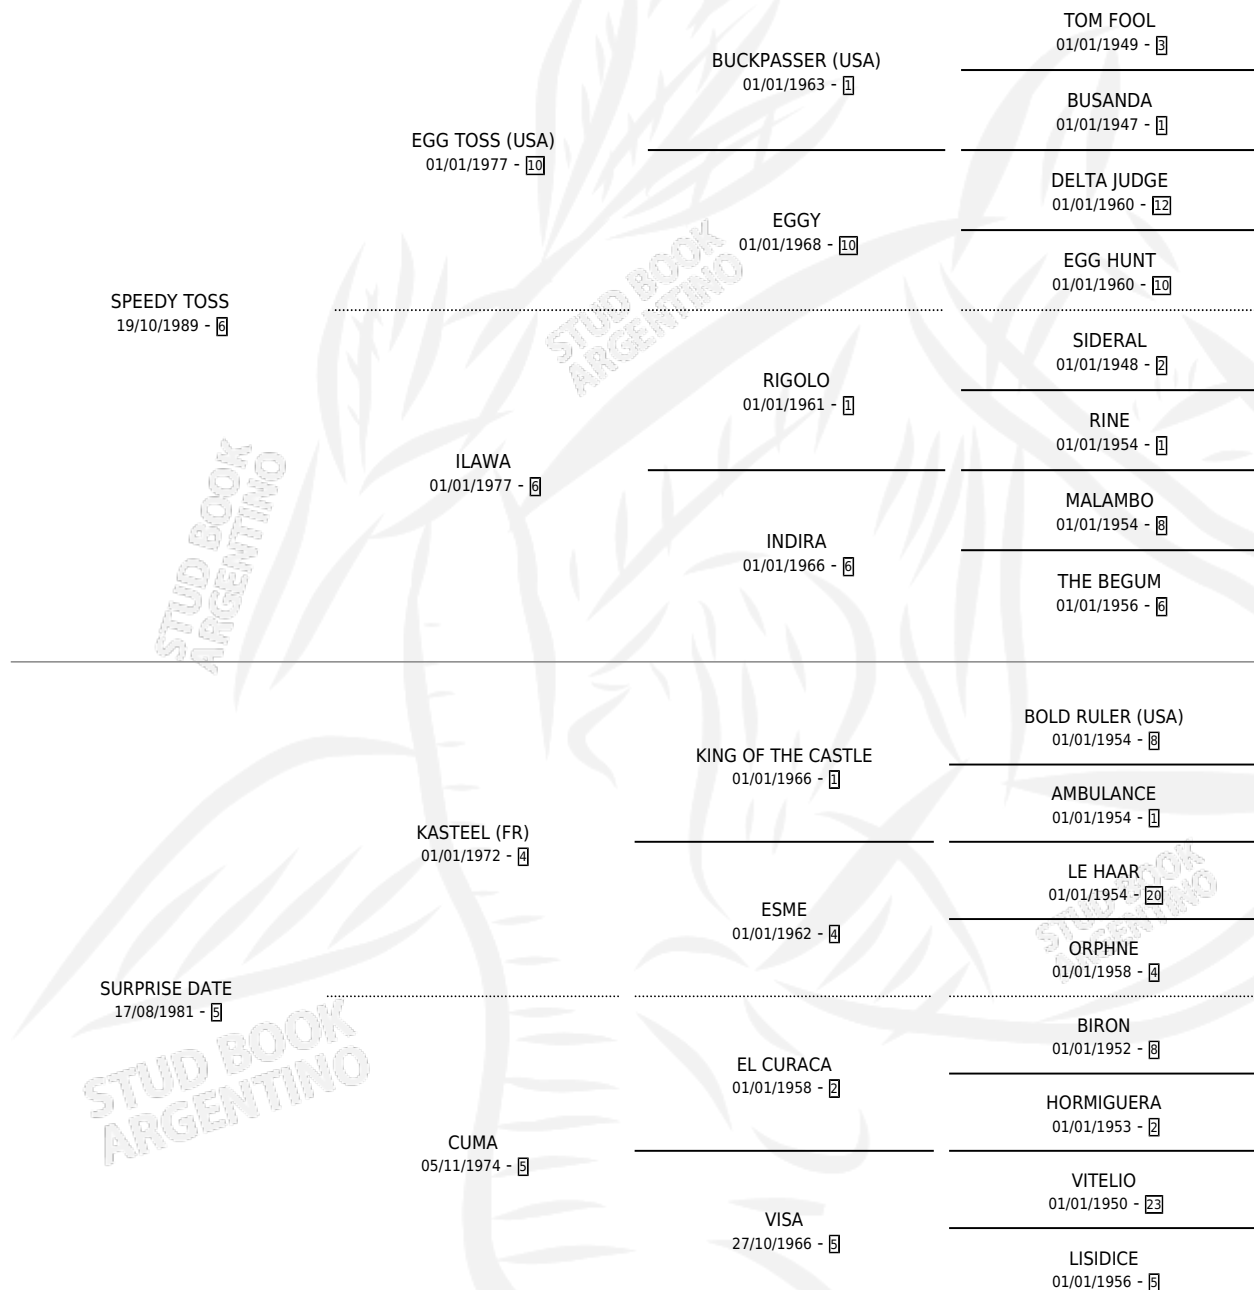 TOM FOOL
01/01/1949 - 3
BUCKPASSER (USA)
01/01/1963 - 1
BUSANDA
01/01/1947 - 1
EGG TOSS (USA)
01/01/1977 - 10
DELTA JUDGE
01/01/1960 - 12
EGGY
01/01/1968 - 10
EGG HUNT
01/01/1960 - 10
SPEEDY TOSS
19/10/1989 - 6
STUD BOOK
ARGENTINO
SIDERAL
01/01/1948 - 2
RIGOLO
01/01/1961 - 1
RINE
01/01/1954 - 1
ILAWA
01/01/1977 - 6
MALAMBO
01/01/1954 - 8
INDIRA
01/01/1966 - 6
THE BEGUM
01/01/1956 - 6
STUD BOOK
ARGENTINO
BOLD RULER (USA)
01/01/1954 - 8
KING OF THE CASTLE
01/01/1966 - 1
AMBULANCE
01/01/1954 - 1
KASTEEL (FR)
01/01/1972 - 4
LE HAAR
01/01/1954 - 20
ESME
01/01/1962 - 4
ORPHNE
01/01/1958 - 4
STUD BOOK
ARGENTINO
SURPRISE DATE
17/08/1981 - 5
BIRON
01/01/1952 - 8
EL CURACA
01/01/1958 - 2
HORMIGUERA
01/01/1953 - 2
STUD BOOK
ARGENTINO
CUMA
05/11/1974 - 5
VITELIO
01/01/1950 - 23
VISA
27/10/1966 - 5
LISIDICE
01/01/1956 - 5